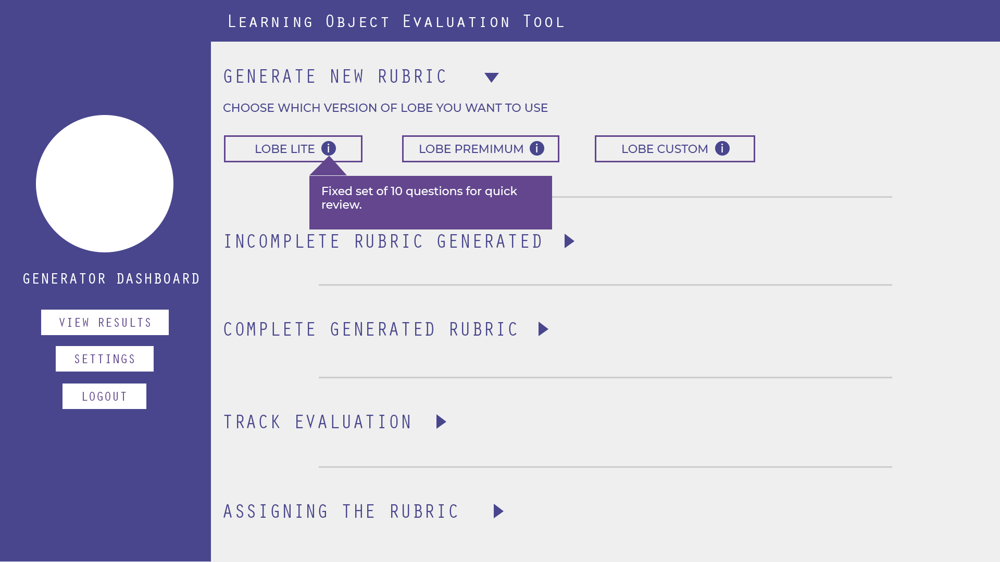 Learning Object Evaluation Tool
GENERATOR DASHBOARD
VIEW RESULTS
SETTINGS
LOGOUT
GENERATE NEW RUBRIC
CHOOSE WHICH VERSION OF LOBE YOU WANT TO USE
LOBE LITE i
LOBE PREMIMUM i
LOBE CUSTOM i
Fixed set of 10 questions for quick
review.
INCOMPLETE RUBRIC GENERATED
COMPLETE GENERATED RUBRIC
TRACK EVALUATION
ASSIGNING THE RUBRIC